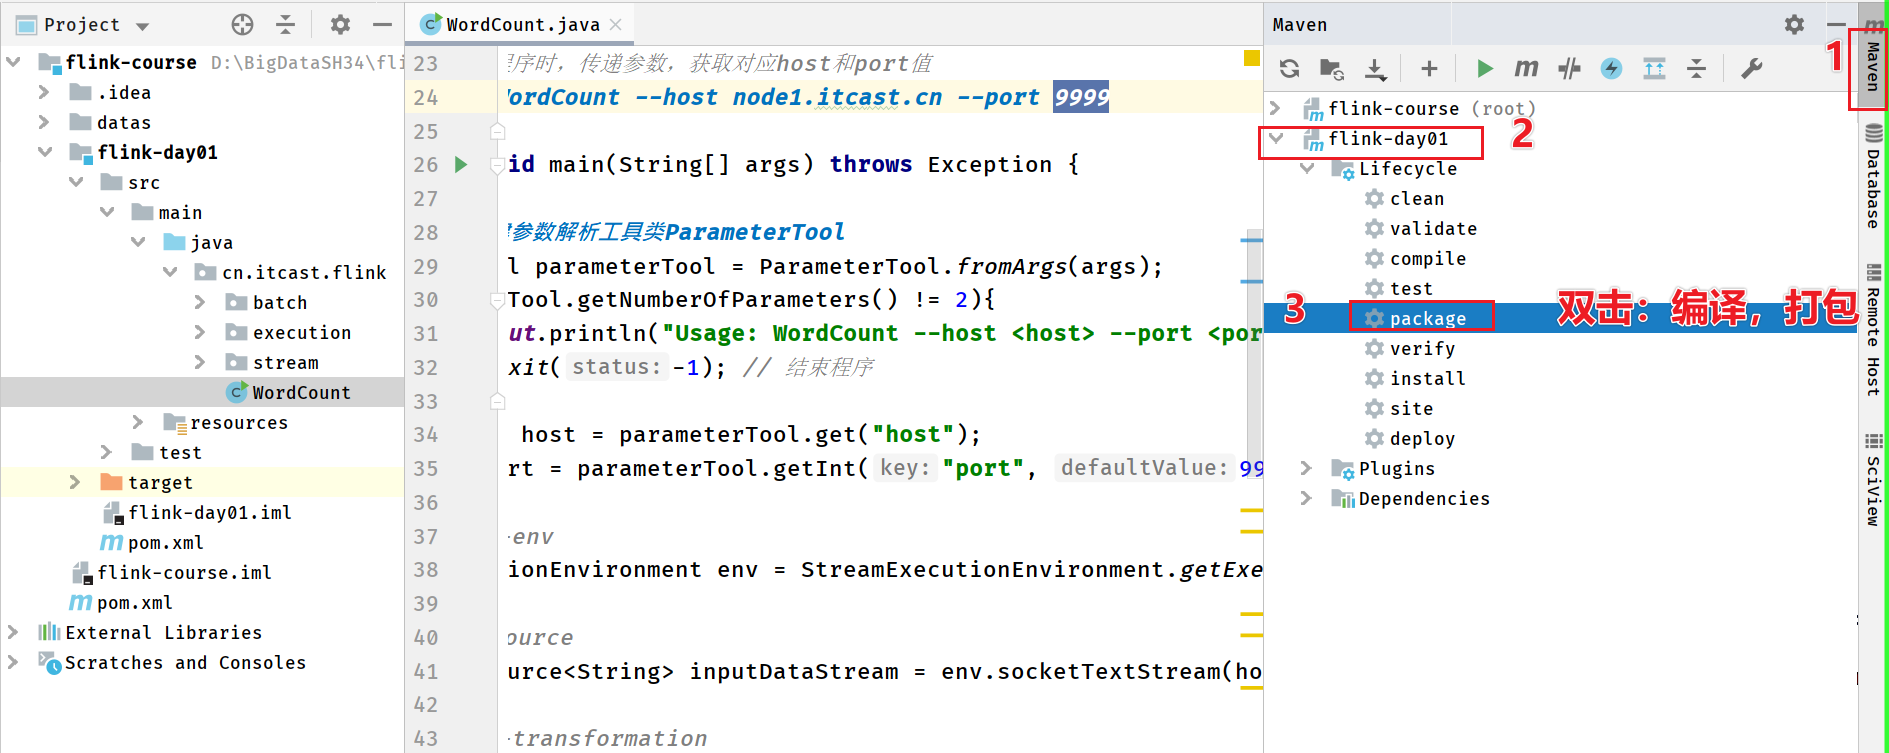 Project
flink-course D:\BigDataSH34\fli
.idea
datas
flink-day01
src
main
java
cn.itcast.flink
batch
execution
stream
WordCount
resources
test
target
flink-day01.iml
pom.xml
flink-course.iml
pom.xml
External Libraries
Scratches and Consoles
WordCount.java
23 程序时，传递参数，获取对应host和port值
24 WordCount --host node1.itcast.cn --port 9999
25
26 id main(String[] args) throws Exception {
27
28 参数解析工具类ParameterTool
29 l parameterTool = ParameterTool.fromArgs(args);
30 Tool.getNumberOfParameters() != 2){
31 ut.println("Usage: WordCount --host <host> --port <por
32 xit( status: -1); // 结束程序
33
34 host = parameterTool.get("host");
35 rt = parameterTool.getInt( key: "port", defaultValue: 99
36
37 -env
38 ionEnvironment env = StreamExecutionEnvironment.getExe
39
40 ource
41 urce<String> inputDataStream = env.socketTextStream(ho
42
43 -transformation
Maven
flink-course (root)
flink-day01
2
Lifecycle
clean
validate
compile
test
3 package 双击：编译，打包
verify
install
site
deploy
Plugins
Dependencies
1
Maven
Database
Remote Host
SciView